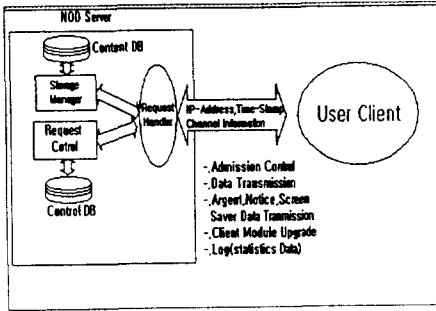 NOD Server
Content DB
Storage
Manager
Request
Handler
Request
Cotrol
Control DB
IP-Address,Time-Stamp
Channel Information
User Client
-,Admission Control
-,Data Transmission
-,Argent,Notice,Screen
Saver Data Tranmission
-,Client Module Upgrade
-,Log(statistics Data)